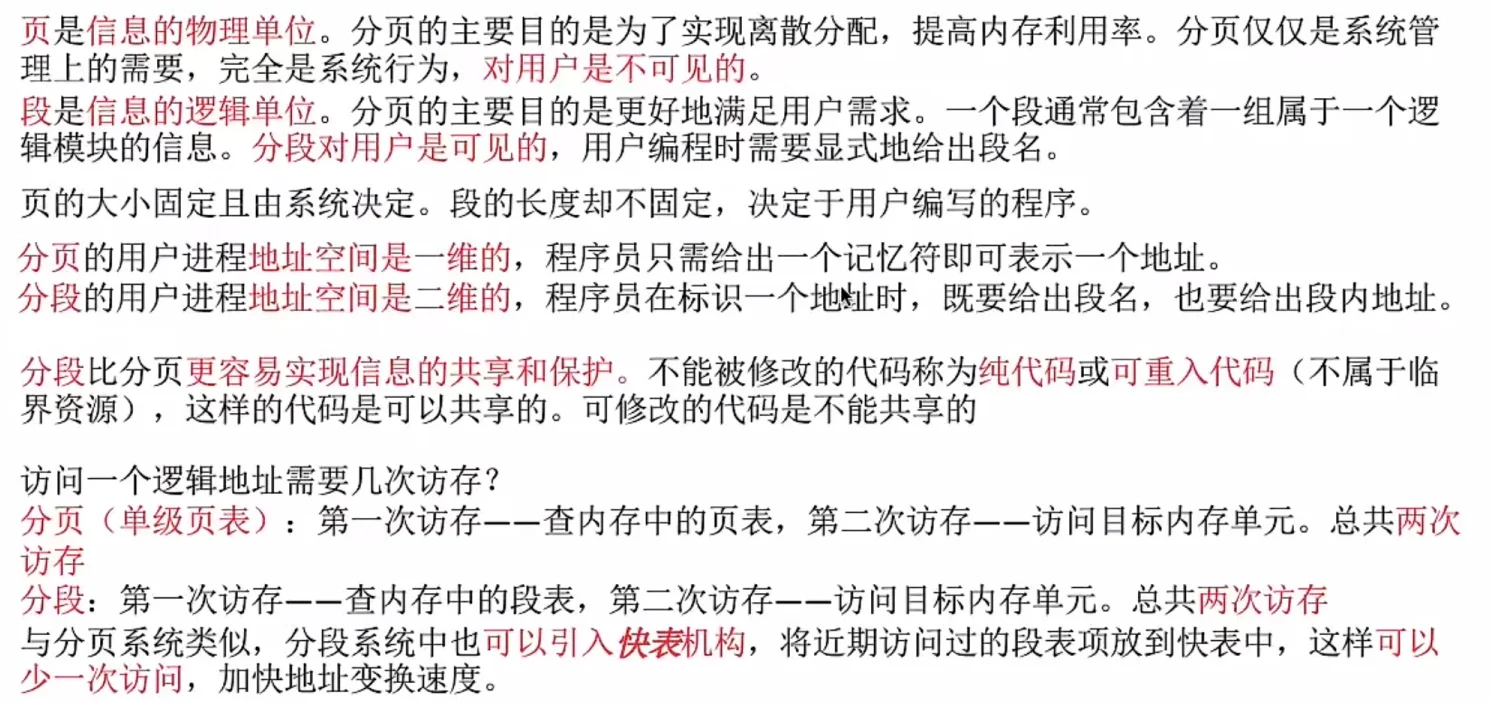 页是信息的物理单位。分页的主要目的是为了实现离散分配，提高内存利用率。分页仅仅是系统管
理上的需要，完全是系统行为，对用户是不可见的。
段是信息的逻辑单位。分页的主要目的是更好地满足用户需求。一个段通常包含着一组属于一个逻
辑模块的信息。分段对用户是可见的，用户编程时需要显式地给出段名。
页的大小固定且由系统决定。段的长度却不固定，决定于用户编写的程序。
分页的用户进程地址空间是一维的，程序员只需给出一个记忆符即可表示一个地址。
分段的用户进程地址空间是二维的，程序员在标识一个地址时，既要给出段名，也要给出段内地址。
分段比分页更容易实现信息的共享和保护。不能被修改的代码称为纯代码或可重入代码（不属于临
界资源），这样的代码是可以共享的。可修改的代码是不能共享的
访问一个逻辑地址需要几次访存？
分页（单级页表）：第一次访存——查内存中的页表，第二次访存——访问目标内存单元。总共两次
访存
分段：第一次访存——查内存中的段表，第二次访存——访问目标内存单元。总共两次访存
与分页系统类似，分段系统中也可以引入快表机构，将近期访问过的段表项放到快表中，这样可以
少一次访问，加快地址变换速度。